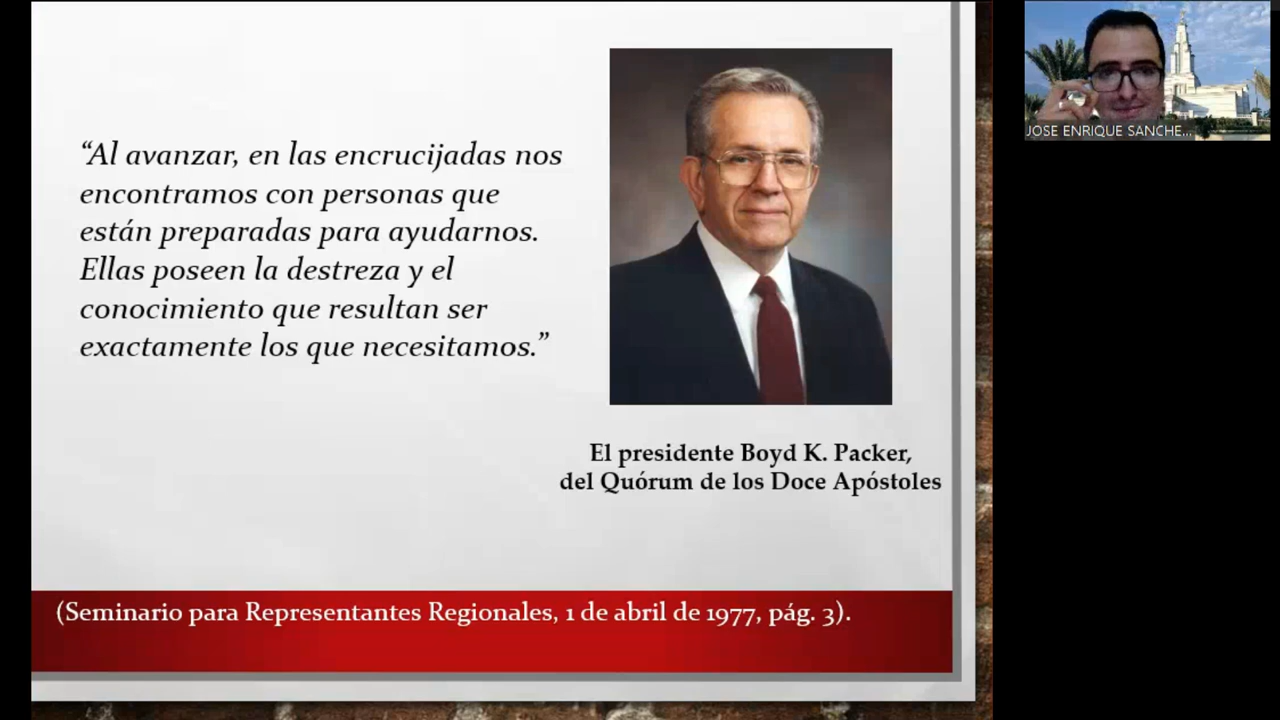 “Al avanzar, en las encrucijadas nos
encontramos con personas que
están preparadas para ayudarnos.
Ellas poseen la destreza y el
conocimiento que resultan ser
exactamente los que necesitamos.”
El presidente Boyd K. Packer,
del Quórum de los Doce Apóstoles
(Seminario para Representantes Regionales, 1 de abril de 1977, pág. 3).
JOSE ENRIQUE SANCHE...